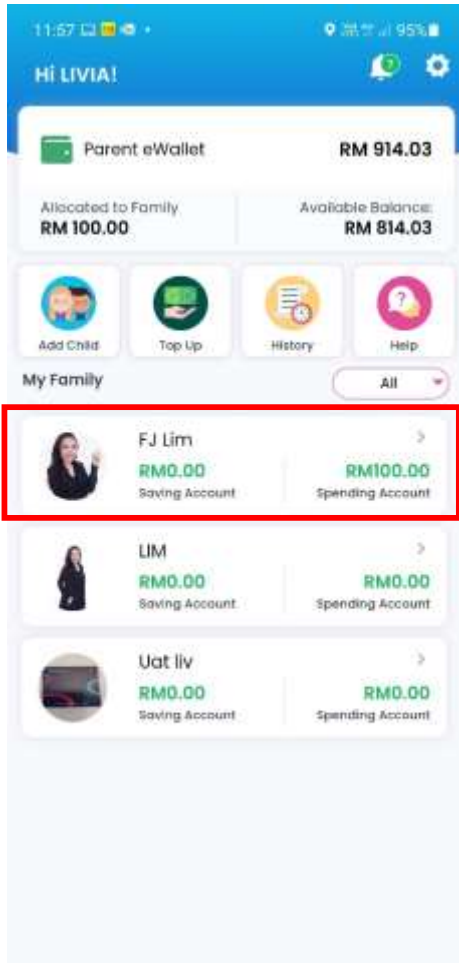 11:57 95%
Hi LIVIA!
Parent eWallet RM 914.03
Allocated to Family Available Balance:
RM 100.00 RM 814.03
Add Child Top Up History Help
My Family All
FJ Lim
RM0.00 RM100.00
Saving Account Spending Account
LIM
RM0.00 RM0.00
Saving Account Spending Account
Uat liv
RM0.00 RM0.00
Saving Account Spending Account